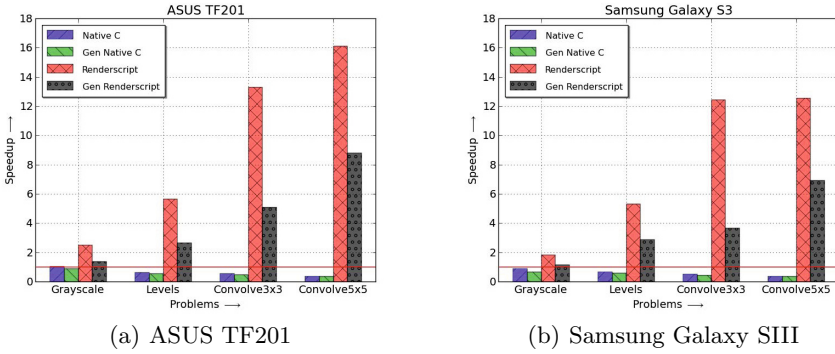 ASUS TF201
18
16
14
12
10
8
6
4
2
0
Speedup →
Native C
Gen Native C
Renderscript
Gen Renderscript
Grayscale
Levels
Convolve3x3
Convolve5x5
Problems →
(a) ASUS TF201
Samsung Galaxy S3
18
16
14
12
10
8
6
4
2
0
Speedup →
Native C
Gen Native C
Renderscript
Gen Renderscript
Grayscale
Levels
Convolve3x3
Convolve5x5
Problems →
(b) Samsung Galaxy SIII